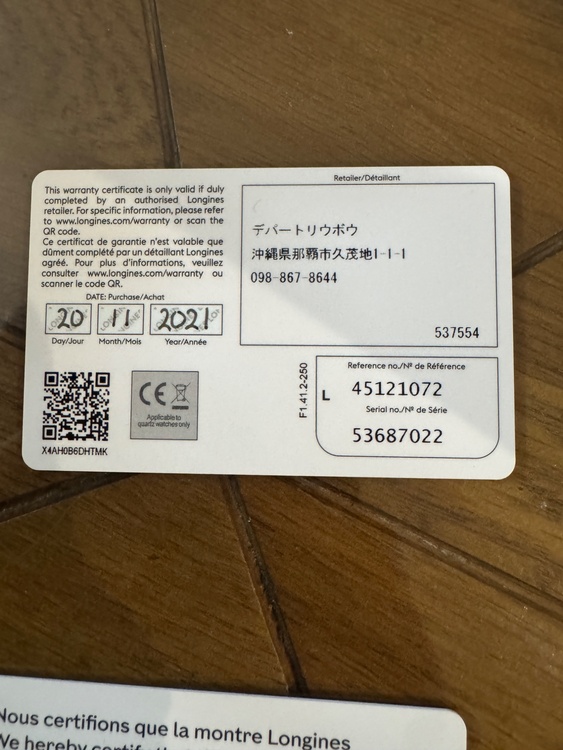 This warranty certificate is only valid if duly
completed by an authorised Longines
retailer. For specific information, please refer
to www.longines.com/warranty or scan the
QR code.
Ce certificat de garantie n'est valable que
dûment complété par un détaillant Longines
agréé. Pour plus d'informations, veuillez
consulter www.longines.com/warranty ou
scanner le code QR.
DATE: Purchase/Achat
20 11 2021
Day/Jour Month/Mois Year/Année
X4AH0B6DHTMK
CE
Applicable to
quartz watches only
Retailer/Détaillant
デパートリウボウ
沖縄県那覇市久茂地1-1-1
098-867-8644
537554
F1.41.2-250
Reference no./Nº de Référence
L 45121072
Serial no./Nº de Série
53687022
Nous certifions que la montre Longines
We hereby